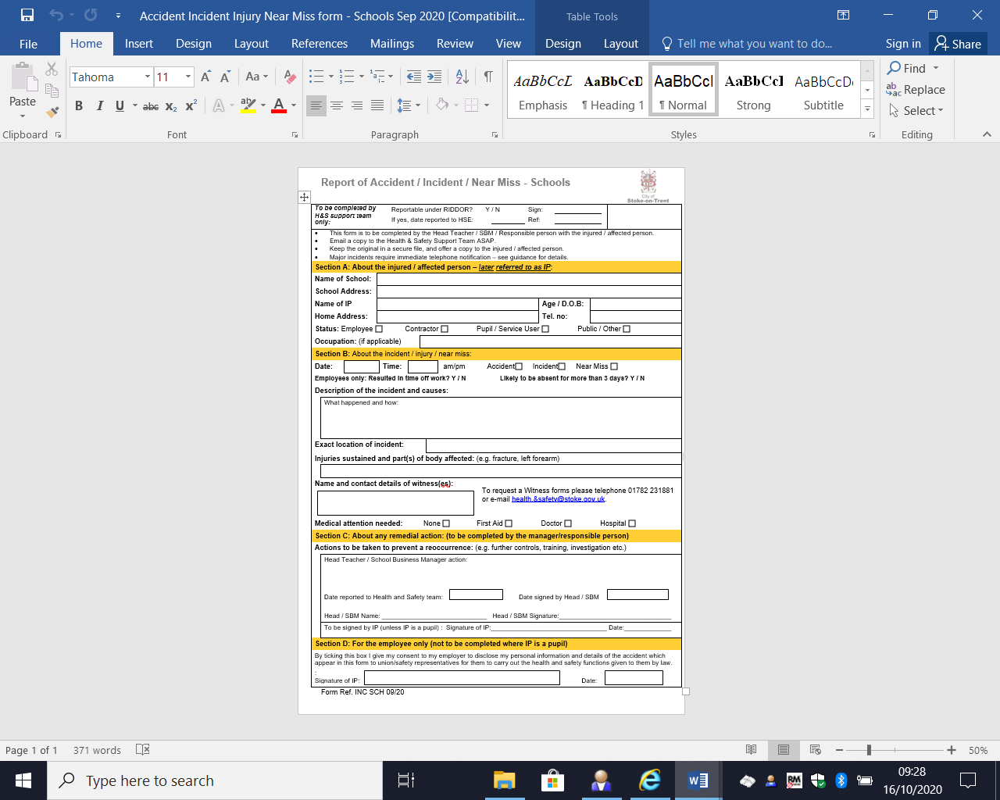 Accident Incident Injury Near Miss form - Schools Sep 2020 [Compatibilit...
Table Tools
File Home Insert Design Layout References Mailings Review View Design Layout Tell me what you want to do... Sign in Share
Paste
Tahoma 11
Aa
B I U abc X₂ X² A ab A
Clipboard Font Paragraph Styles Editing
AaBbCcL AaBbCcD AaBbCcI AaBbCcI AaBbCcDc
Emphasis ¶ Heading 1 ¶ Normal Strong Subtitle
Find
Replace
Select
Report of Accident / Incident / Near Miss - Schools
City of
Stoke-on-Trent
To be completed by
H&S support team
only:
Reportable under RIDDOR? Y / N Sign:
If yes, date reported to HSE: Ref:
• This form is to be completed by the Head Teacher / SBM / Responsible person with the injured / affected person.
• Email a copy to the Health & Safety Support Team ASAP.
• Keep the original in a secure file, and offer a copy to the injured / affected person.
• Major incidents require immediate telephone notification – see guidance for details.
Section A: About the injured / affected person – later referred to as IP:
Name of School:
School Address:
Name of IP Age / D.O.B:
Home Address: Tel. no:
Status: Employee Contractor Pupil / Service User Public / Other
Occupation: (if applicable)
Section B: About the incident / injury / near miss:
Date: Time: am/pm Accident Incident Near Miss
Employees only: Resulted in time off work? Y / N Likely to be absent for more than 3 days? Y / N
Description of the incident and causes:
What happened and how:
Exact location of incident:
Injuries sustained and part(s) of body affected: (e.g. fracture, left forearm)
Name and contact details of witness(es):
To request a Witness forms please telephone 01782 231881
or e-mail health.&safety@stoke.gov.uk.
Medical attention needed: None First Aid Doctor Hospital
Section C: About any remedial action: (to be completed by the manager/responsible person)
Actions to be taken to prevent a reoccurrence: (e.g. further controls, training, investigation etc.)
Head Teacher / School Business Manager action:
Date reported to Health and Safety team: Date signed by Head / SBM
Head / SBM Name: Head / SBM Signature:
To be signed by IP (unless IP is a pupil) : Signature of IP: Date:
Section D: For the employee only (not to be completed where IP is a pupil)
By ticking this box I give my consent to my employer to disclose my personal information and details of the accident which
appear in this form to union/safety representatives for them to carry out the health and safety functions given to them by law.
:
Signature of IP: Date:
Form Ref. INC SCH 09/20
Page 1 of 1 371 words 50%
Type here to search
09:28
16/10/2020